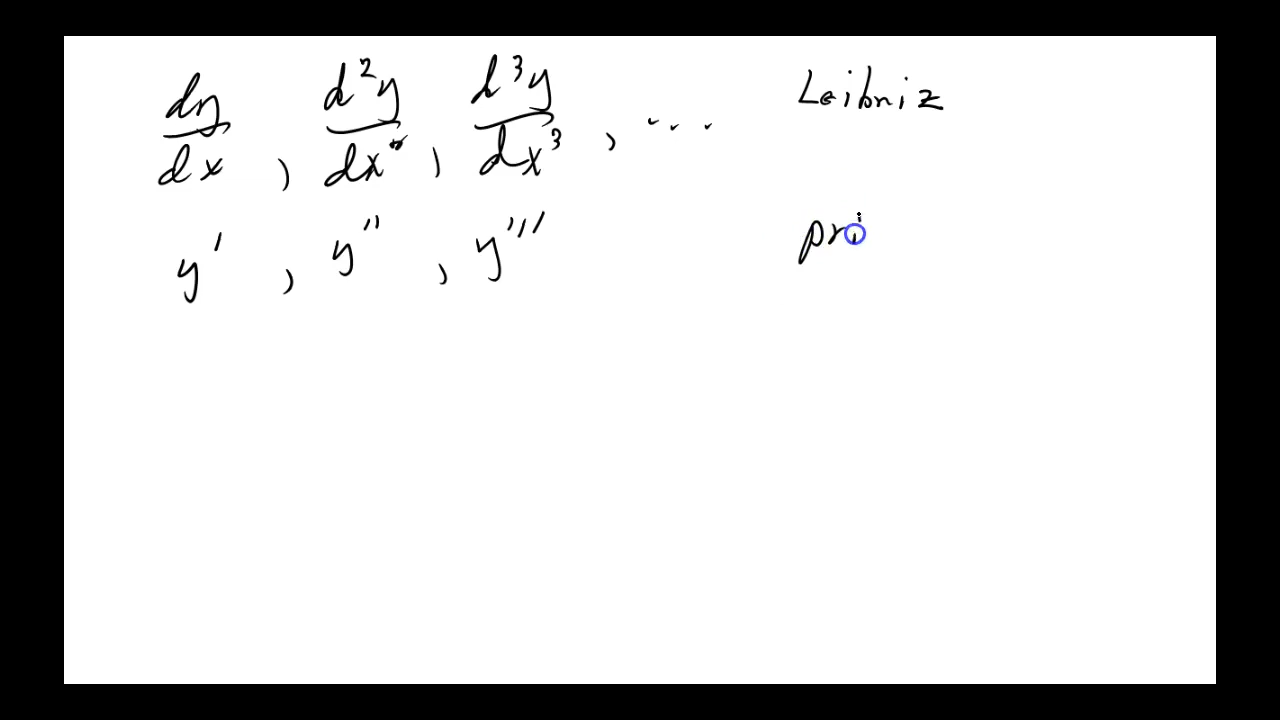 dy/dx, d²y/dx², d³y/dx³, ... Leibniz
y', y'', y''' pri